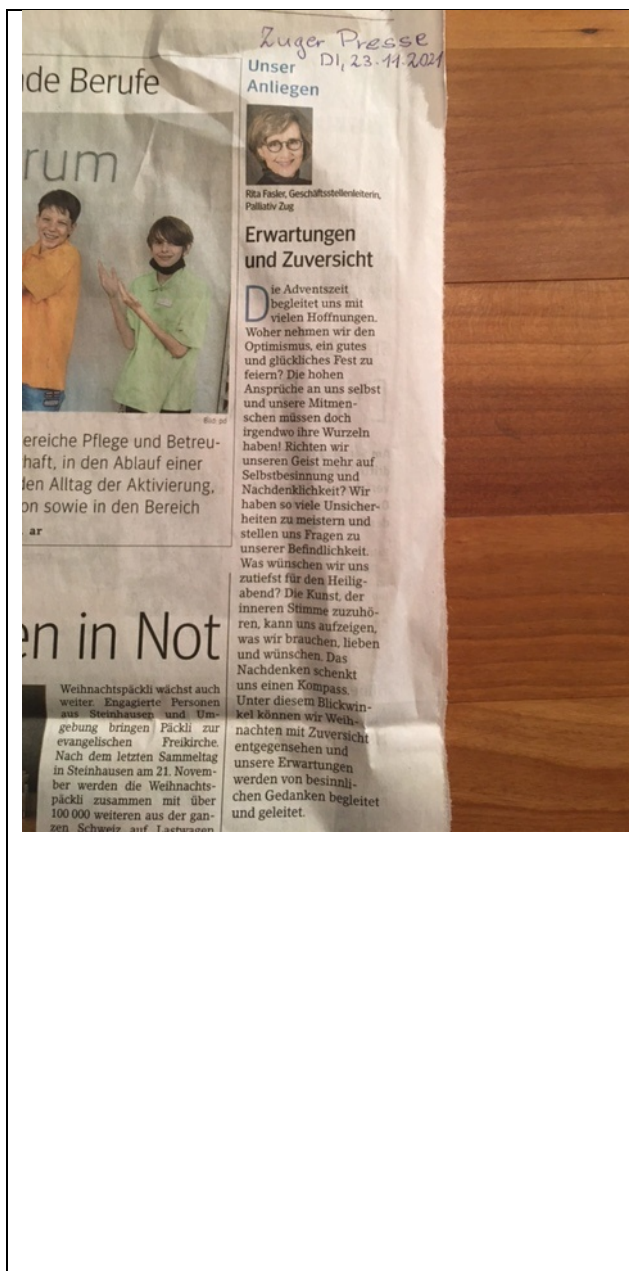 Zuger Presse
DI, 23.11.2021
de Berufe
rum
Bild: pd
ereiche Pflege und Betreu-
haft, in den Ablauf einer
en Alltag der Aktivierung,
on sowie in den Bereich
ar
en in Not
Weihnachtspäckli wächst auch
weiter. Engagierte Personen
aus Steinhausen und Um-
gebung bringen Päckli zur
evangelischen Freikirche.
Nach dem letzten Sammeltag
in Steinhausen am 21. Novem-
ber werden die Weihnachts-
päckli zusammen mit über
100 000 weiteren aus der gan-
zen Schweiz auf Lastwagen
Unser
Anliegen
Rita Fasler, Geschäftsstellenleiterin,
Palliativ Zug
Erwartungen
und Zuversicht
Die Adventszeit
begleitet uns mit
vielen Hoffnungen.
Woher nehmen wir den
Optimismus, ein gutes
und glückliches Fest zu
feiern? Die hohen
Ansprüche an uns selbst
und unsere Mitmen-
schen müssen doch
irgendwo ihre Wurzeln
haben! Richten wir
unseren Geist mehr auf
Selbstbesinnung und
Nachdenklichkeit? Wir
haben so viele Unsicher-
heiten zu meistern und
stellen uns Fragen zu
unserer Befindlichkeit.
Was wünschen wir uns
zutiefst für den Heilig-
abend? Die Kunst, der
inneren Stimme zuzuhö-
ren, kann uns aufzeigen,
was wir brauchen, lieben
und wünschen. Das
Nachdenken schenkt
uns einen Kompass.
Unter diesem Blickwin-
kel können wir Weih-
nachten mit Zuversicht
entgegensehen und
unsere Erwartungen
werden von besinnli-
chen Gedanken begleitet
und geleitet.